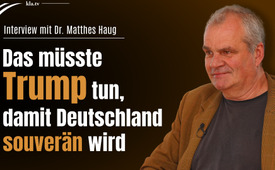 kla.tv
Interview mit Dr. Matthes Haug
Das müsste
Trump tun,
damit Deutschland
souverän wird